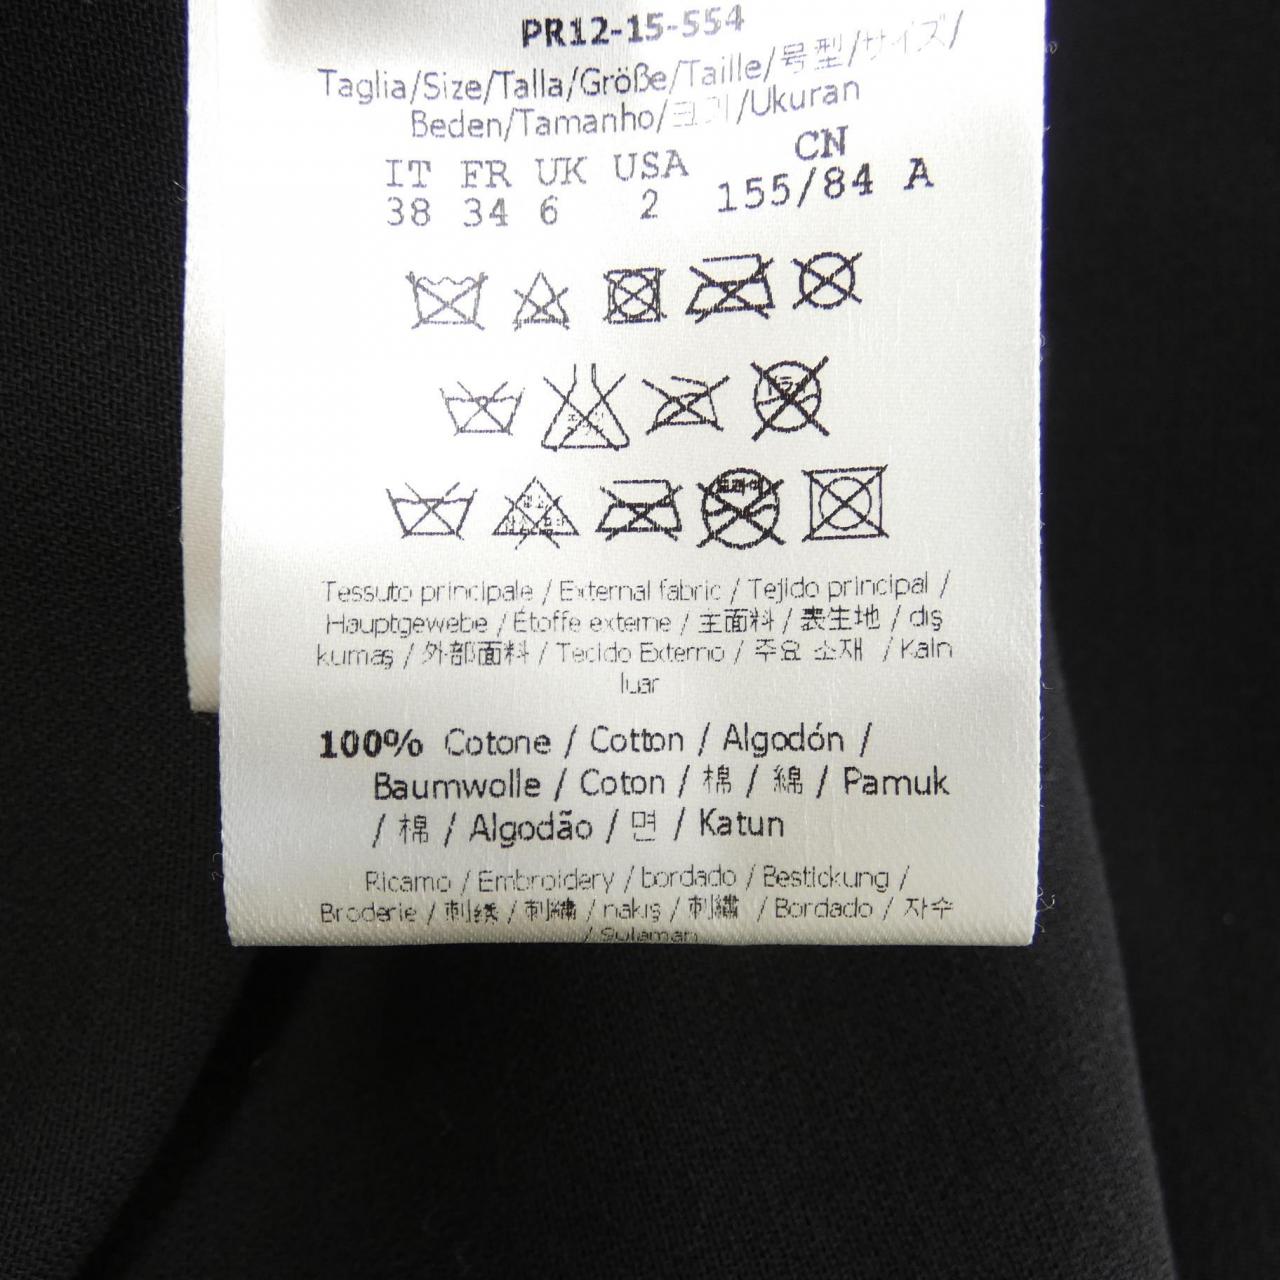 PR12-15-554
Taglia/Size/Talla/Größe/Taille/号型/サイズ/
Beden/Tamanho/크기/Ukuran
IT FR UK USA CN
38 34 6 2 155/84 A
Tessuto principale / External fabric / Tejido principal /
Hauptgewebe / Étoffe externe / 主面料 / 表生地 / dış
kumaş / 外部面料 / Tecido Externo / 주요 소재 / Kain
luar
100% Cotone / Cotton / Algodón /
Baumwolle / Coton / 棉 / 綿 / Pamuk
/ 棉 / Algodão / 면 / Katun
Ricamo / Embroidery / bordado / Bestickung /
Broderie / 刺绣 / 刺繍 / nakış / 刺繡 / Bordado / 자수
/ Sulaman